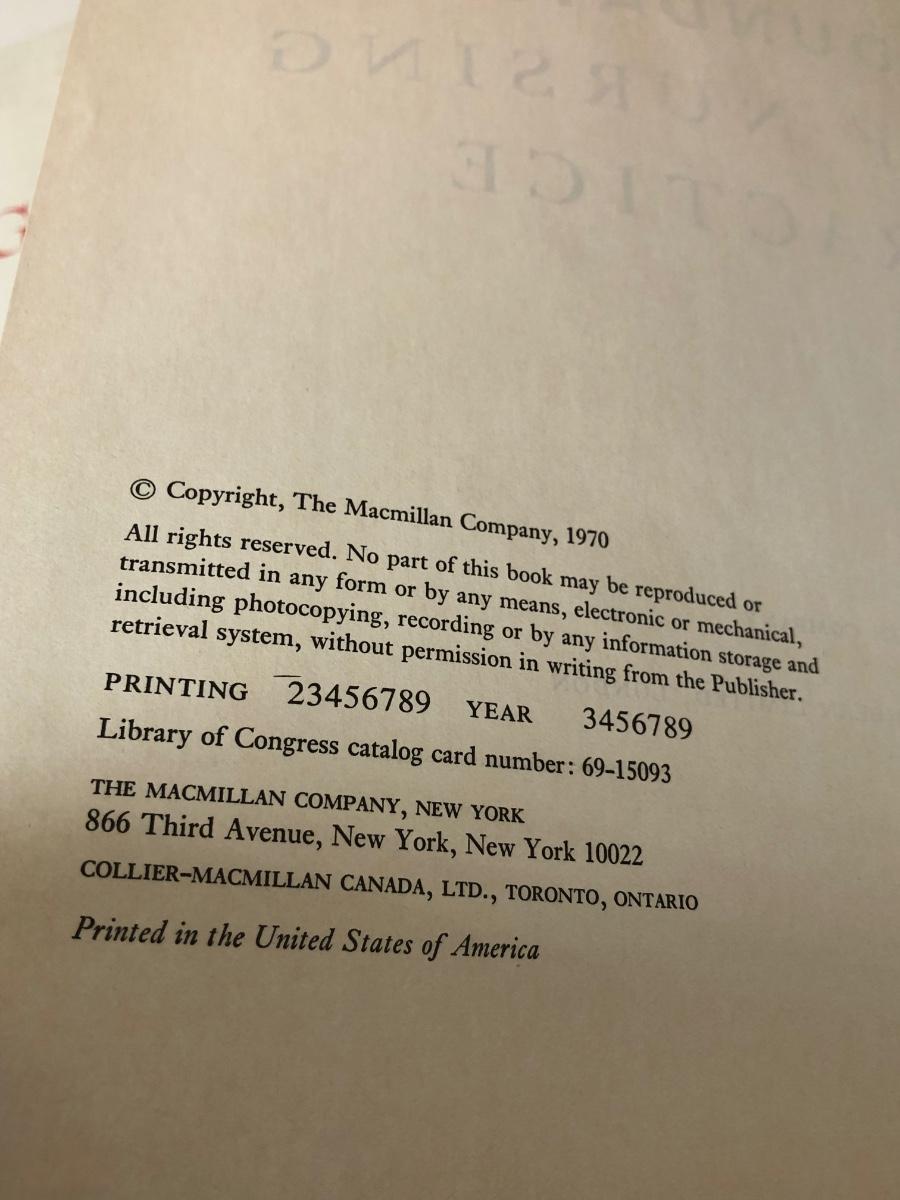 NURSING
© Copyright, The Macmillan Company, 1970
All rights reserved. No part of this book may be reproduced or
transmitted in any form or by any means, electronic or mechanical,
including photocopying, recording or by any information storage and
retrieval system, without permission in writing from the Publisher.
PRINTING 23456789 YEAR 3456789
Library of Congress catalog card number: 69-15093
THE MACMILLAN COMPANY, NEW YORK
866 Third Avenue, New York, New York 10022
COLLIER-MACMILLAN CANADA, LTD., TORONTO, ONTARIO
Printed in the United States of America